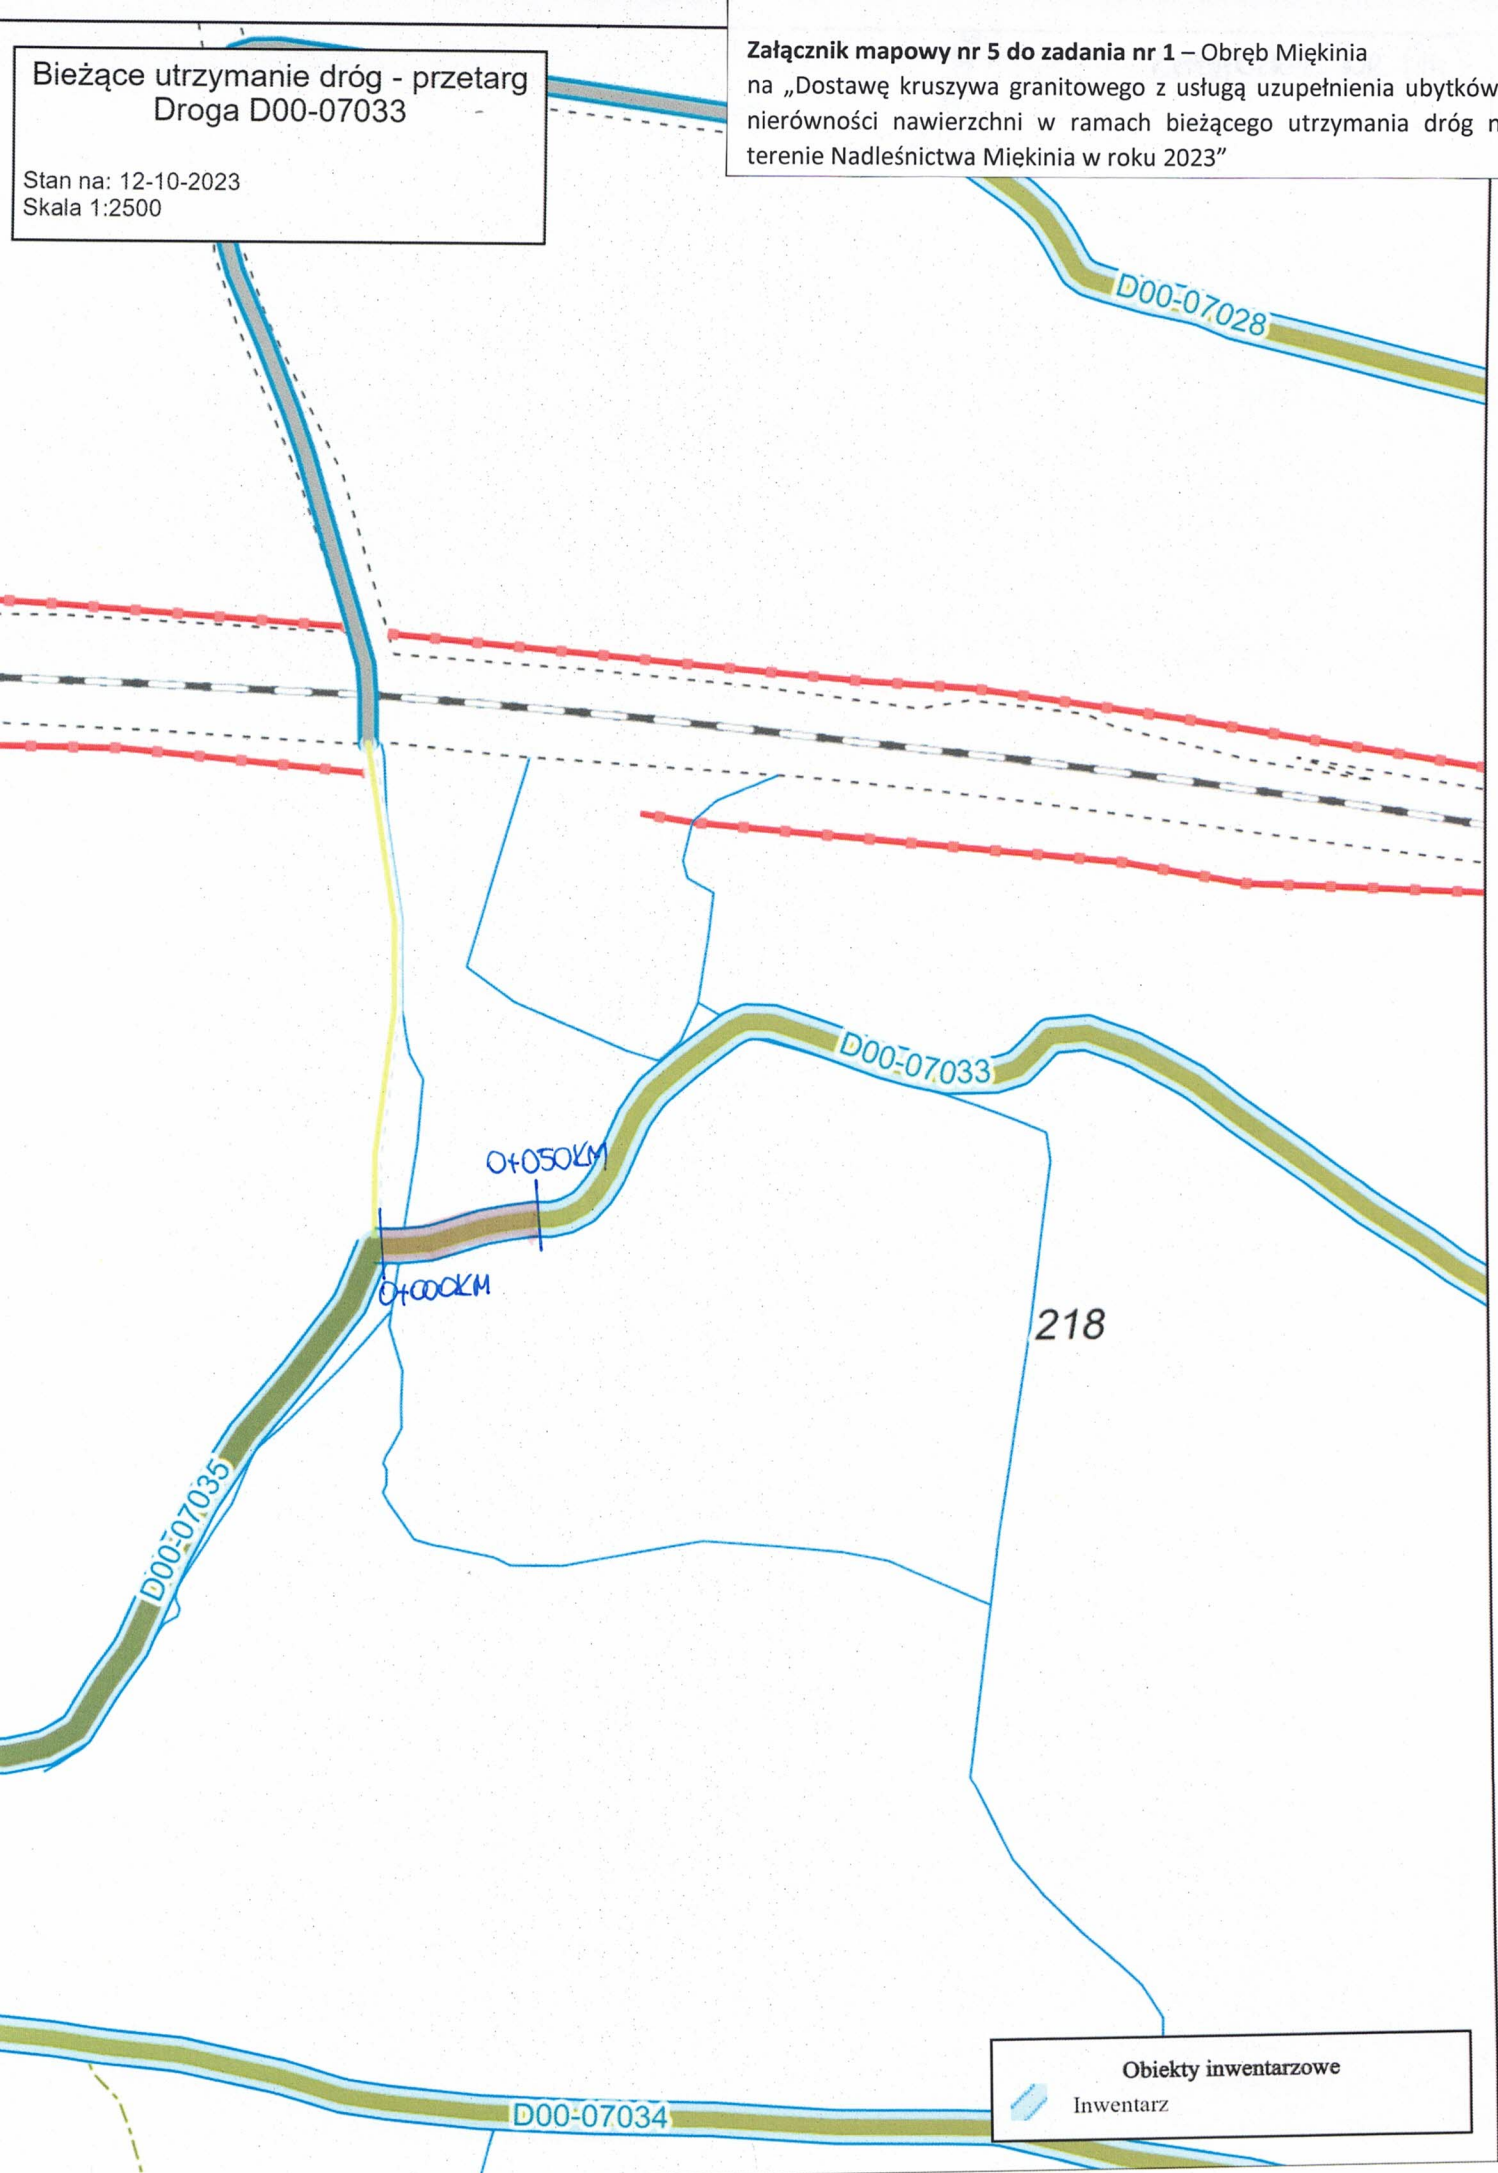 Bieżące utrzymanie dróg - przetarg
Droga D00-07033
Stan na: 12-10-2023
Skala 1:2500
Załącznik mapowy nr 5 do zadania nr 1 – Obręb Miękinia
na „Dostawę kruszywa granitowego z usługą uzupełnienia ubytków
nierówności nawierzchni w ramach bieżącego utrzymania dróg n
terenie Nadleśnictwa Miękinia w roku 2023”
D00-07028
D00-07033
0+050KM
0+000KM
218
D00-07035
D00-07034
Obiekty inwentarzowe
Inwentarz